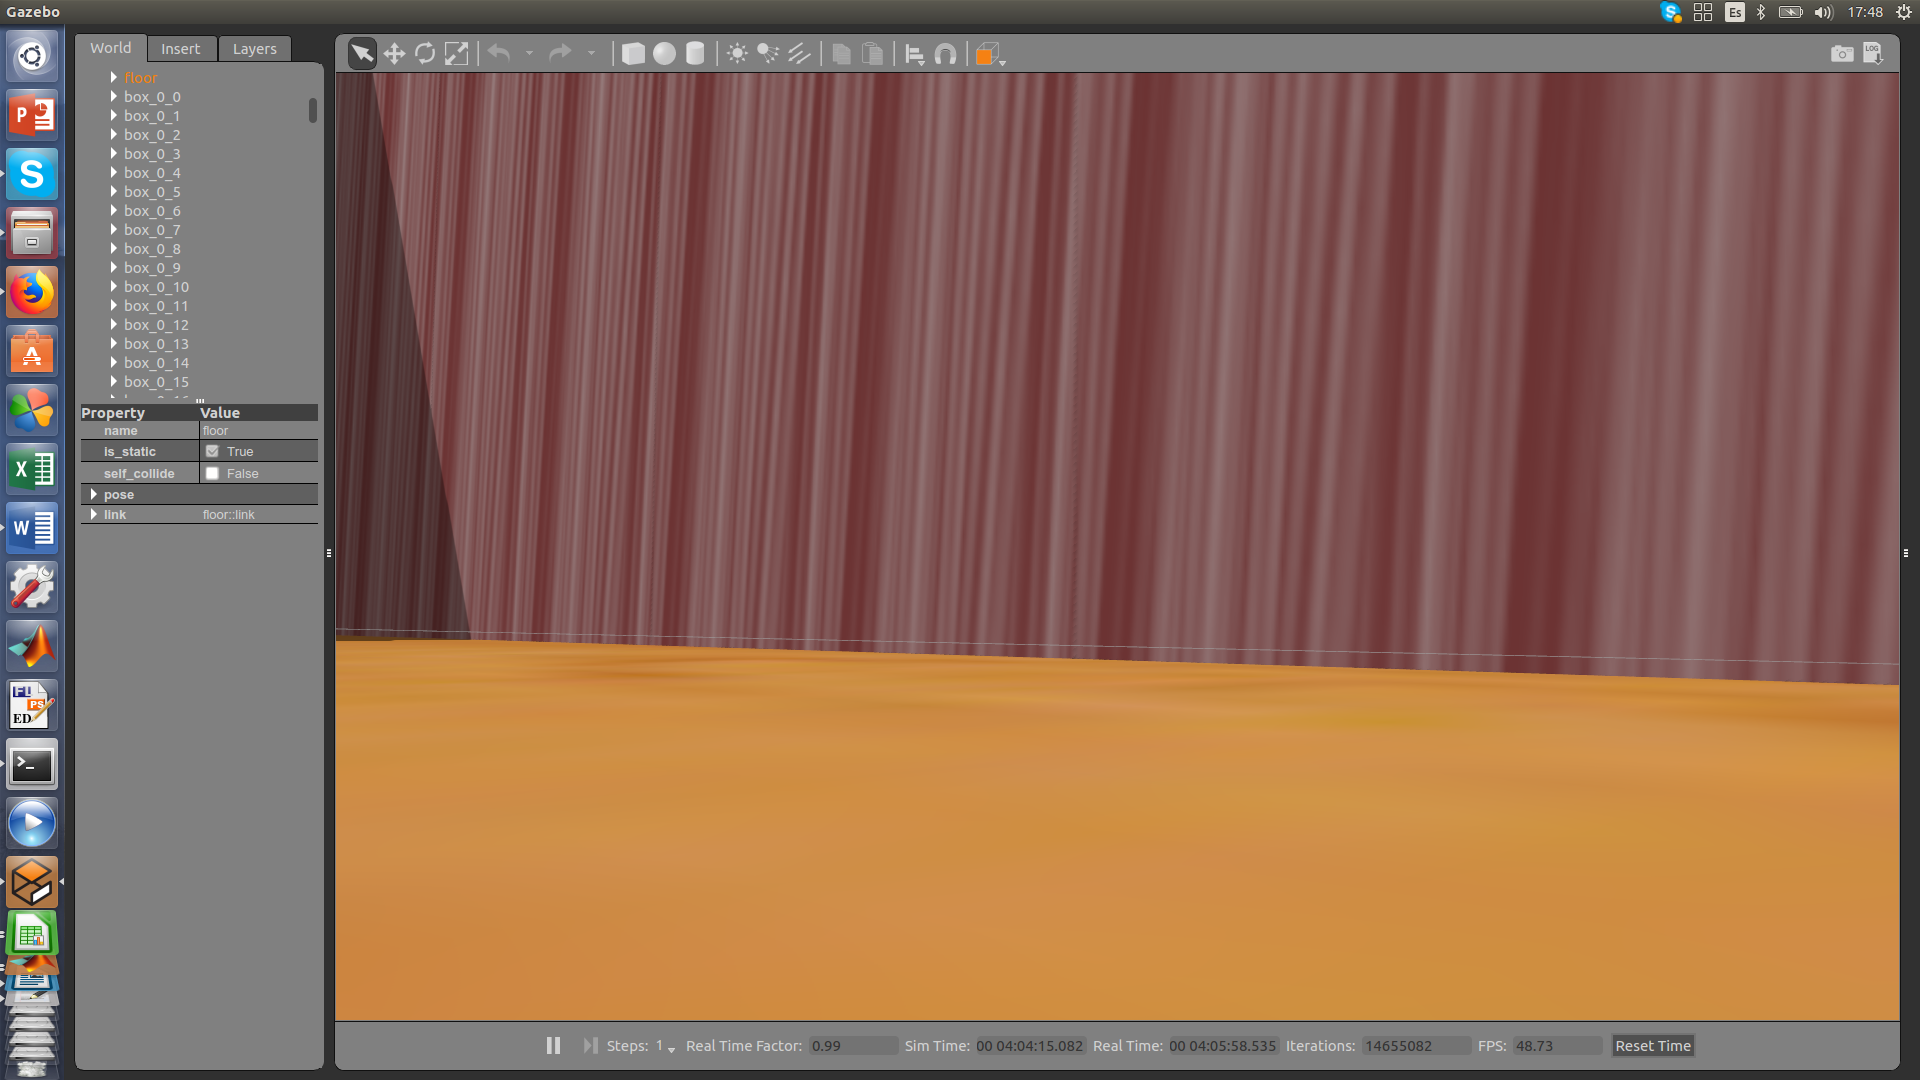 Gazebo
Es
17:48
World Insert Layers
LOG
floor
box_0_0
box_0_1
box_0_2
box_0_3
box_0_4
box_0_5
box_0_6
box_0_7
box_0_8
box_0_9
box_0_10
box_0_11
box_0_12
box_0_13
box_0_14
box_0_15
Property Value
name floor
is_static True
self_collide False
pose
link floor::link
P
S
A
X
W
PS
ED
>_
Steps: 1 Real Time Factor: 0.99 Sim Time: 00 04:04:15.082 Real Time: 00 04:05:58.535 Iterations: 14655082 FPS: 48.73 Reset Time